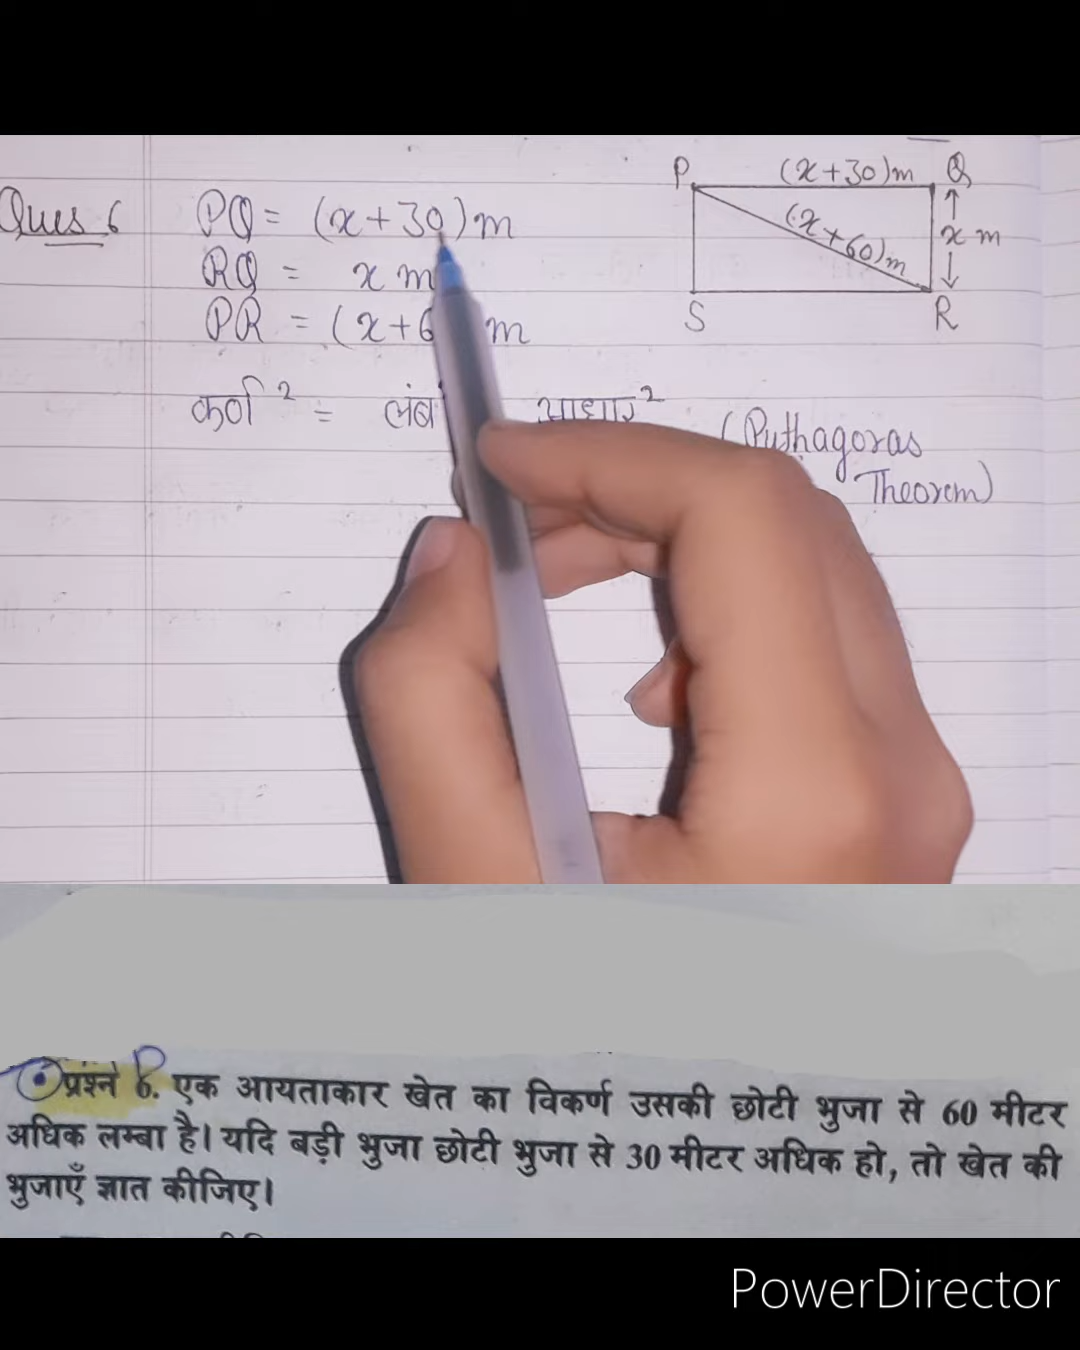 Ques 6
PQ = (x+30)m
RQ = x m
PR = (x+6 m
कर्ण² = लंब आधार²
(Puthagoras
Theorem)
P (x+30)m Q
(x+60)m
x m
S R
प्रश्न 6. एक आयताकार खेत का विकर्ण उसकी छोटी भुजा से 60 मीटर
अधिक लम्बा है। यदि बड़ी भुजा छोटी भुजा से 30 मीटर अधिक हो, तो खेत की
भुजाएँ ज्ञात कीजिए।
PowerDirector